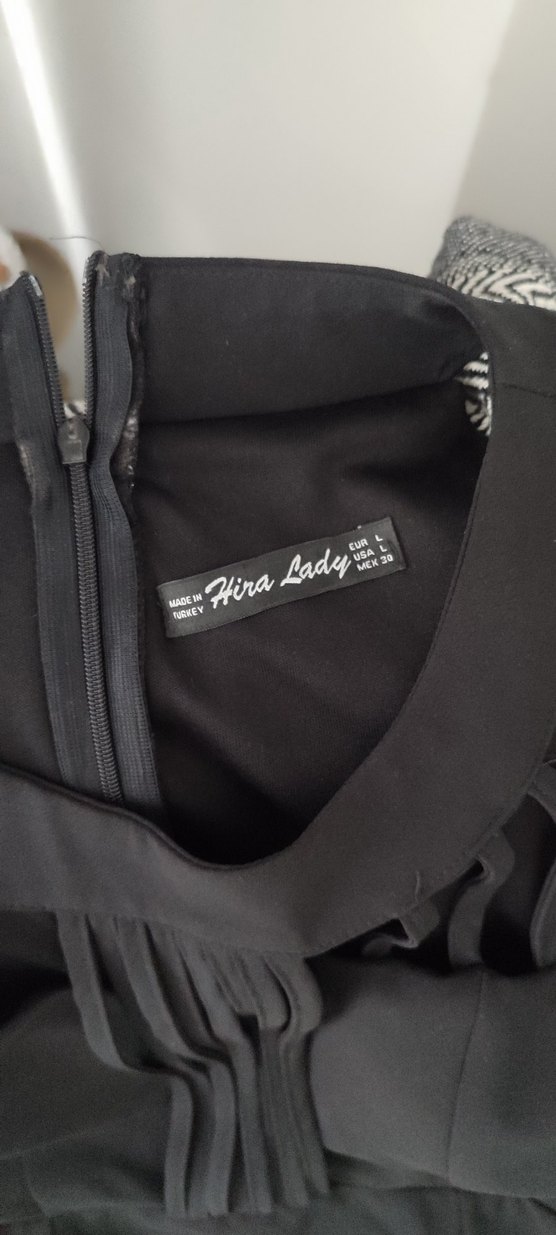 MADE IN
TURKEY
Hira Lady
EUR L
USA L
MEX 30